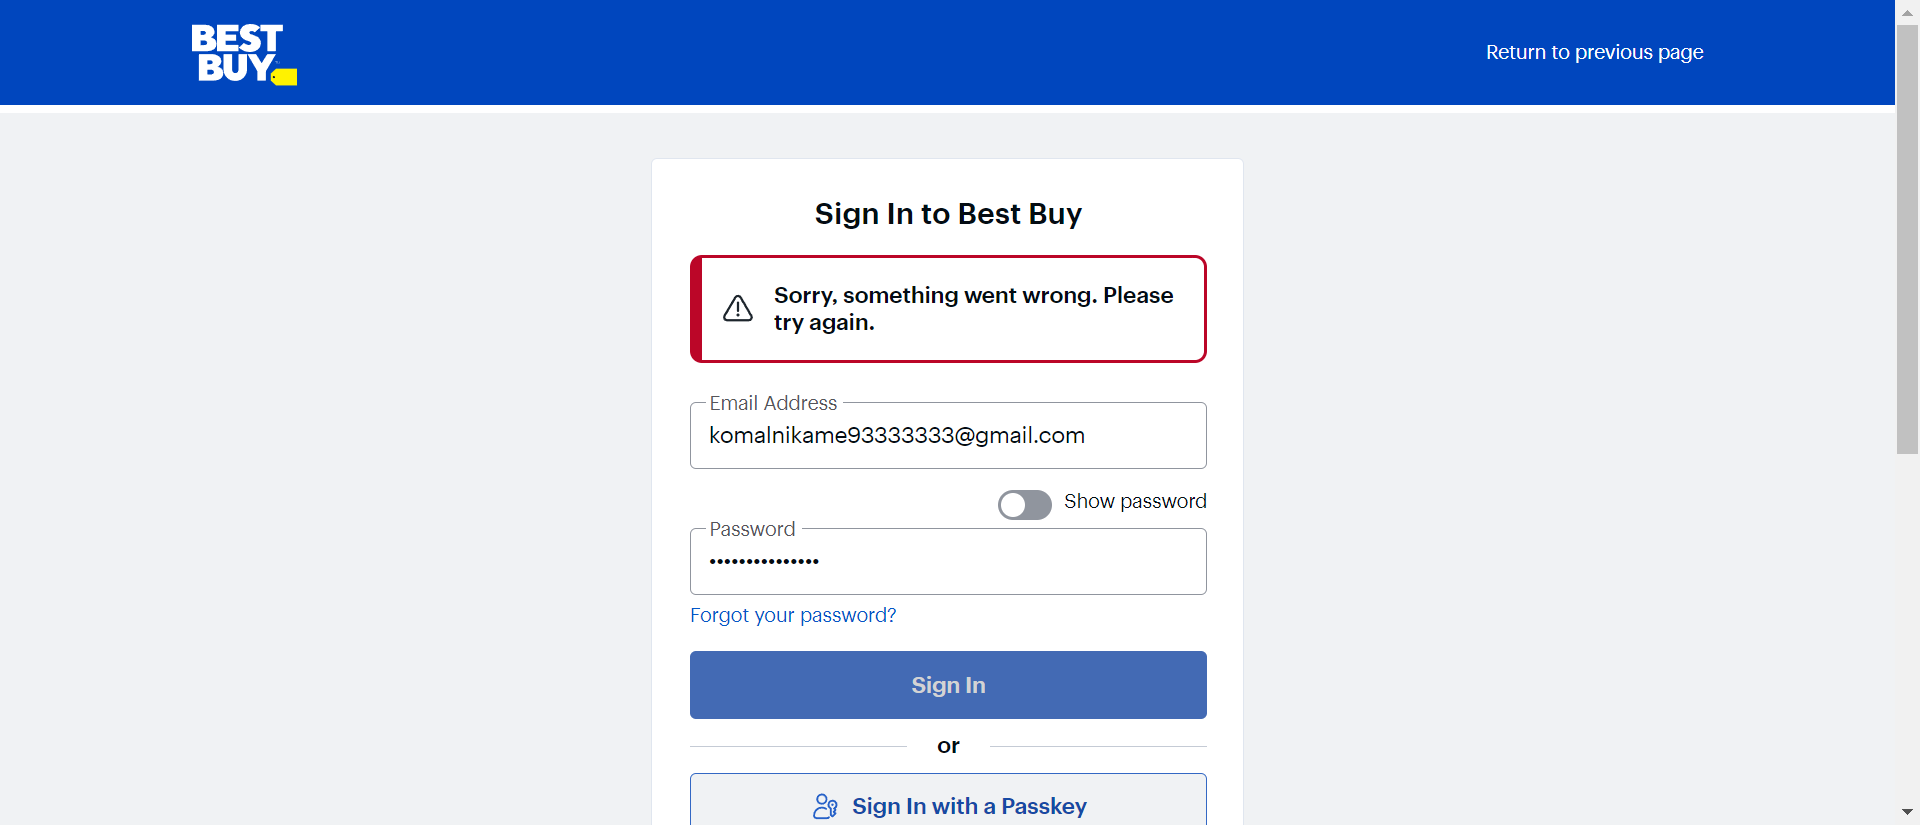 BEST
BUY
Return to previous page
Sign In to Best Buy
Sorry, something went wrong. Please
try again.
Email Address
komalnikame93333333@gmail.com
Show password
Password
•••••••••••••••
Forgot your password?
Sign In
or
Sign In with a Passkey